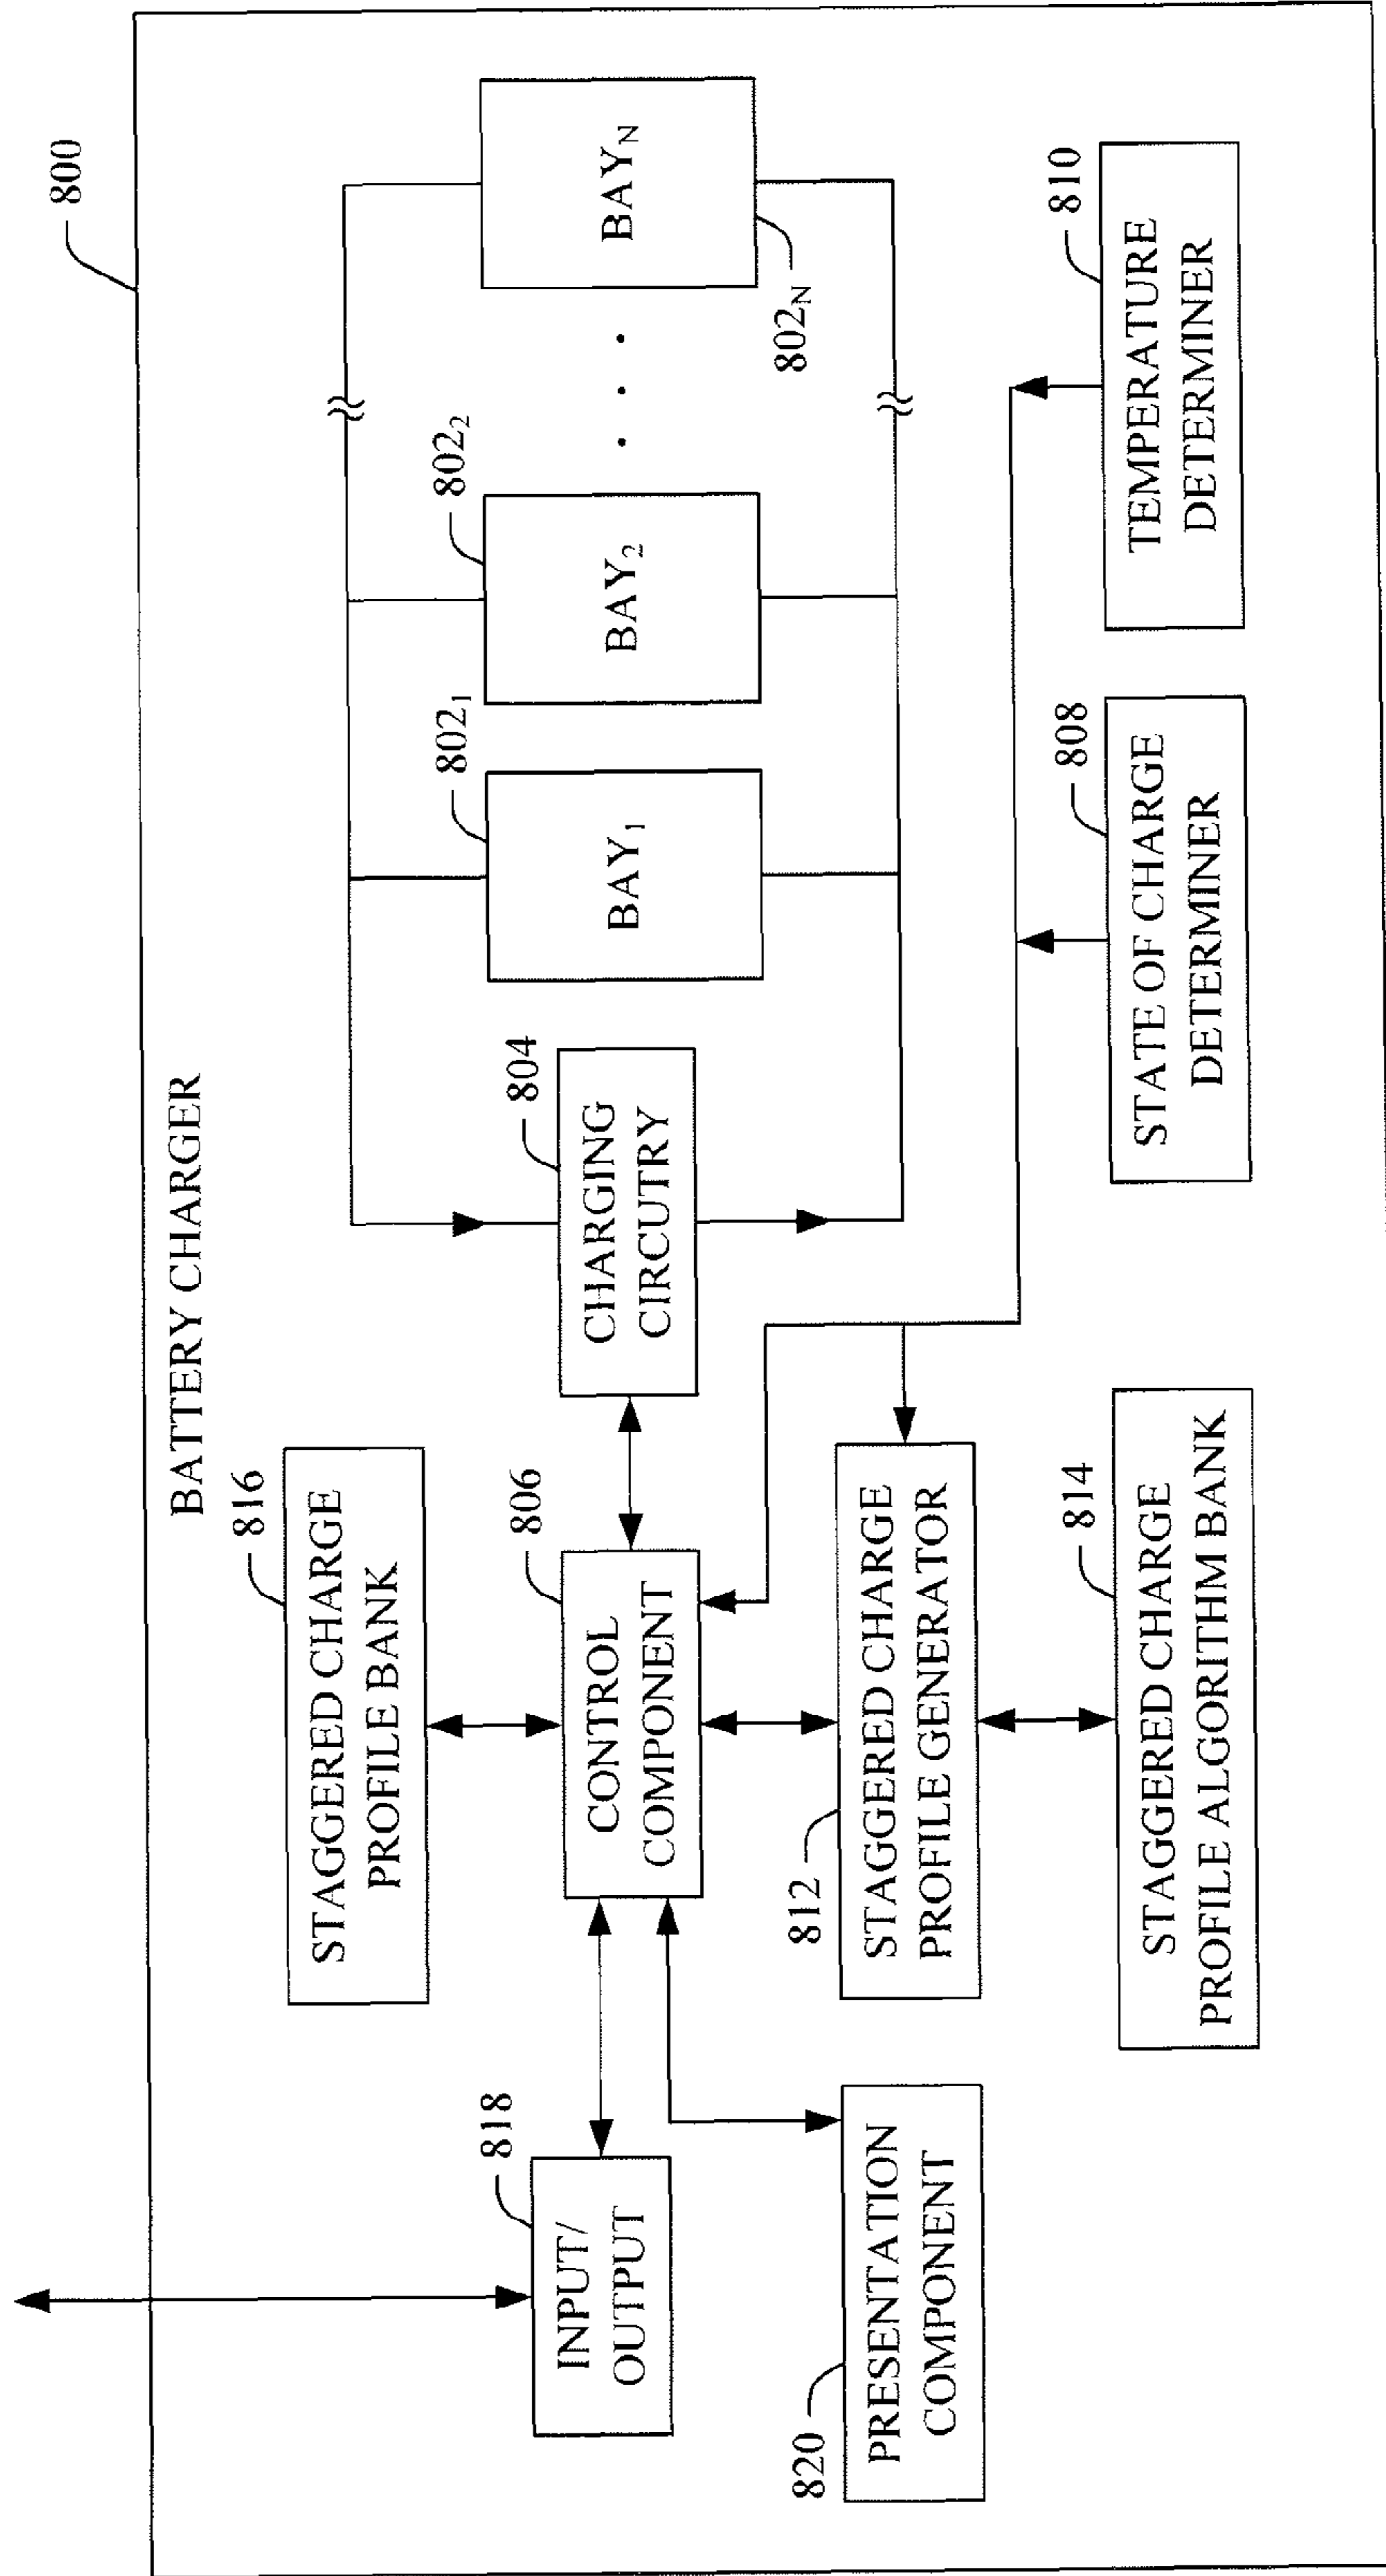 800
BATTERY CHARGER
816
STAGGERED CHARGE
PROFILE BANK
802₁
802₂
BAY₁
BAY₂
. . .
BAY_N
802_N
818
INPUT/
OUTPUT
806
CONTROL
COMPONENT
804
CHARGING
CIRCUTRY
820
PRESENTATION
COMPONENT
812
STAGGERED CHARGE
PROFILE GENERATOR
814
STAGGERED CHARGE
PROFILE ALGORITHM BANK
808
STATE OF CHARGE
DETERMINER
810
TEMPERATURE
DETERMINER